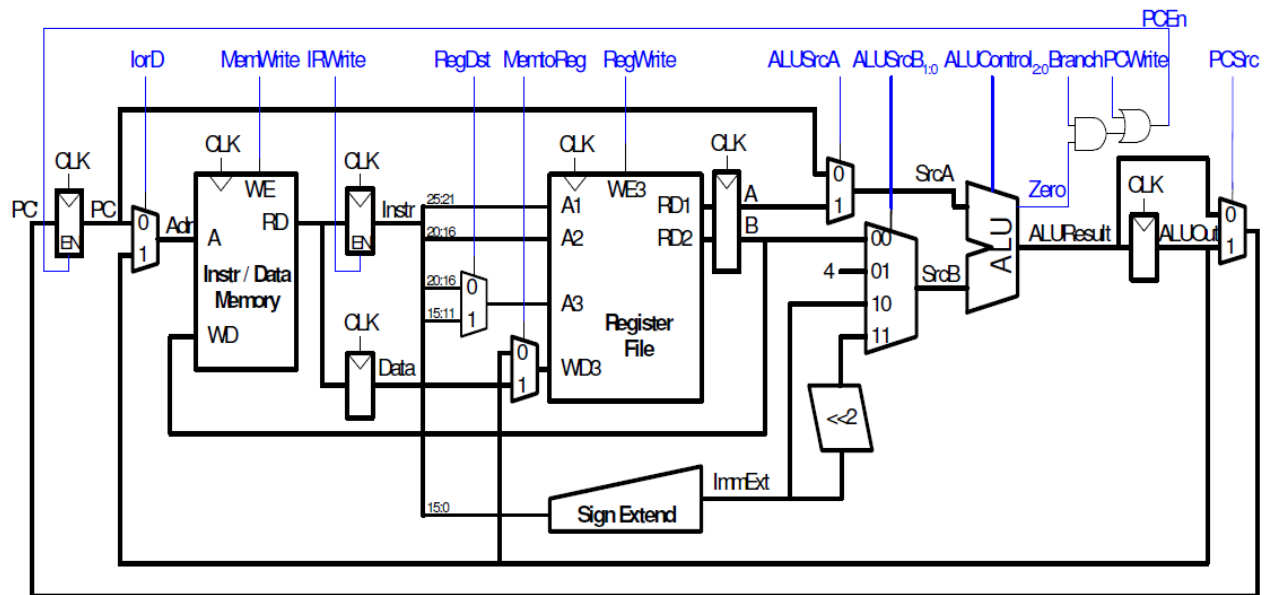 PCEn
IorD MemWrite IRWrite RegDst MemtoReg RegWrite ALUSrcA ALUSrcB1:0 ALUControl2:0 Branch PCWrite PCSrc
CLK CLK CLK CLK CLK CLK
PC EN PC 0 1 Adr
WE A RD Instr / Data Memory WD
EN Instr
25:21
20:16
20:16 0
15:11 1
CLK Data
0
1
WE3 A1 RD1 A2 RD2 A3 Register File WD3
A
B
0
1
SrcA
00
4 01
10
11
SrcB
ALU
Zero
ALUResult
ALUOut
0
1
<<2
ImmExt
15:0
Sign Extend